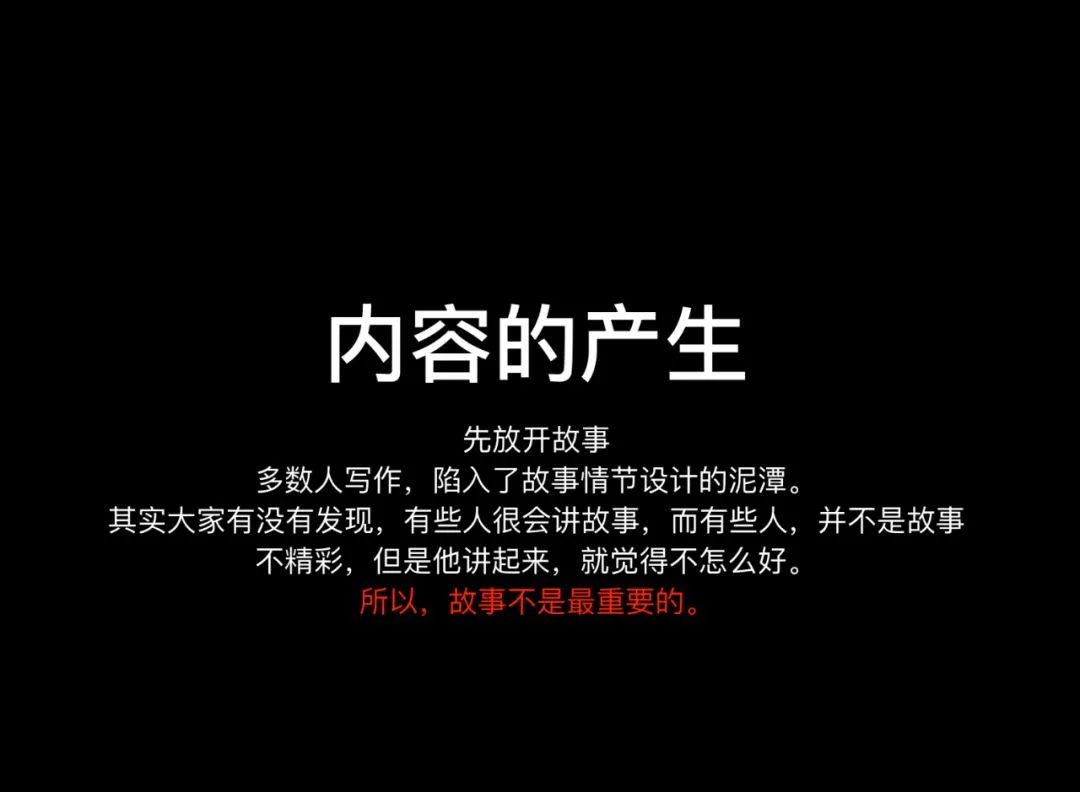 内容的产生
先放开故事
多数人写作，陷入了故事情节设计的泥潭。
其实大家有没有发现，有些人很会讲故事，而有些人，并不是故事
不精彩，但是他讲起来，就觉得不怎么好。
所以，故事不是最重要的。